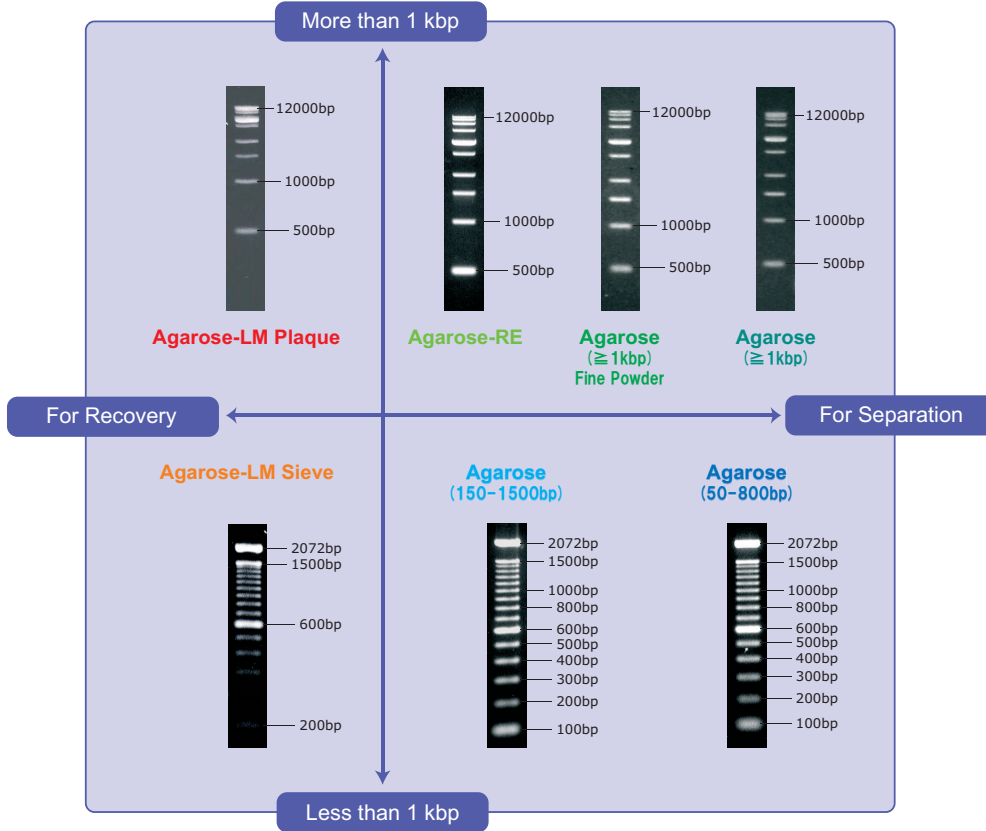 More than 1 kbp
12000bp
1000bp
500bp
Agarose-LM Plaque
12000bp
1000bp
500bp
Agarose-RE
12000bp
1000bp
500bp
Agarose
(≧1kbp)
Fine Powder
12000bp
1000bp
500bp
Agarose
(≧1kbp)
For Recovery
For Separation
Agarose-LM Sieve
2072bp
1500bp
600bp
200bp
Agarose
(150-1500bp)
2072bp
1500bp
1000bp
800bp
600bp
500bp
400bp
300bp
200bp
100bp
Agarose
(50-800bp)
2072bp
1500bp
1000bp
800bp
600bp
500bp
400bp
300bp
200bp
100bp
Less than 1 kbp